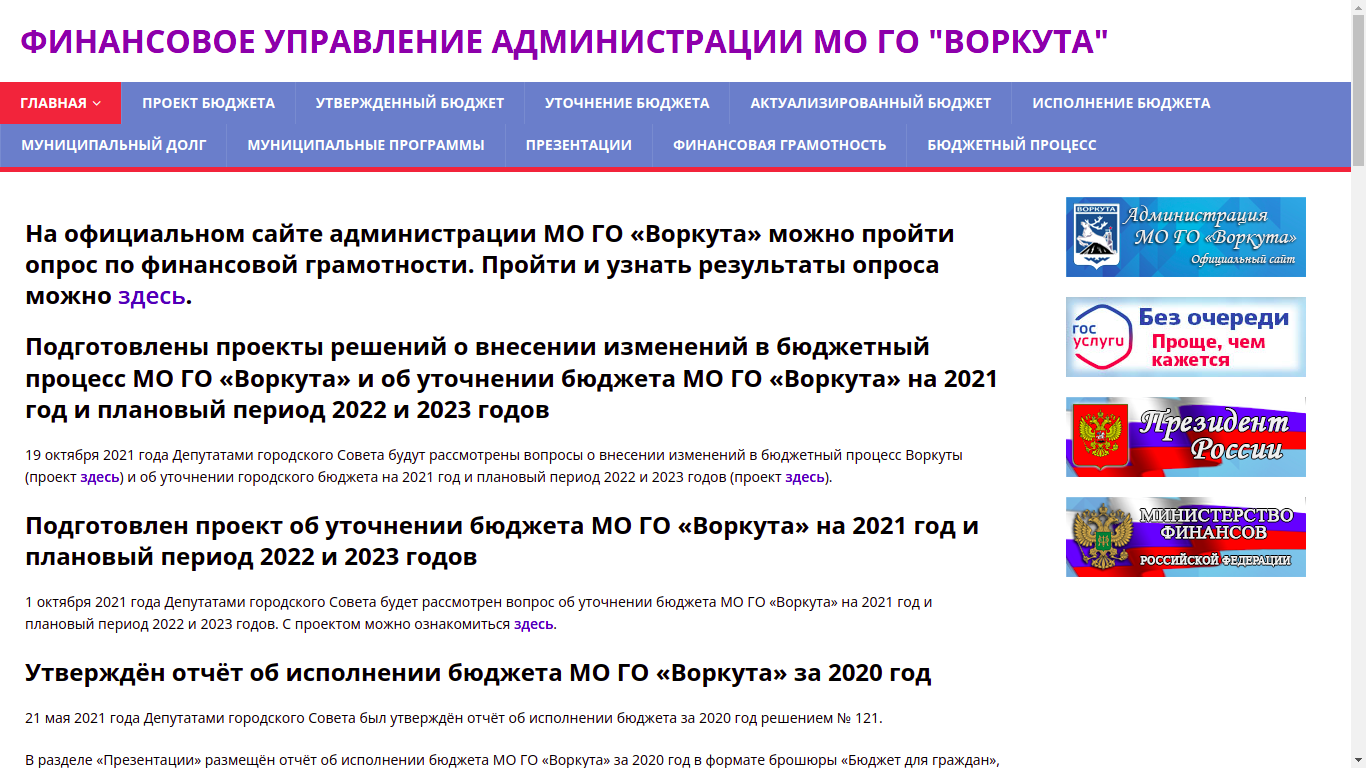 ФИНАНСОВОЕ УПРАВЛЕНИЕ АДМИНИСТРАЦИИ МО ГО "ВОРКУТА"
ГЛАВНАЯ
ПРОЕКТ БЮДЖЕТА
УТВЕРЖДЕННЫЙ БЮДЖЕТ
УТОЧНЕНИЕ БЮДЖЕТА
АКТУАЛИЗИРОВАННЫЙ БЮДЖЕТ
ИСПОЛНЕНИЕ БЮДЖЕТА
МУНИЦИПАЛЬНЫЙ ДОЛГ
МУНИЦИПАЛЬНЫЕ ПРОГРАММЫ
ПРЕЗЕНТАЦИИ
ФИНАНСОВАЯ ГРАМОТНОСТЬ
БЮДЖЕТНЫЙ ПРОЦЕСС
На официальном сайте администрации МО ГО «Воркута» можно пройти
опрос по финансовой грамотности. Пройти и узнать результаты опроса
можно здесь.
Подготовлены проекты решений о внесении изменений в бюджетный
процесс МО ГО «Воркута» и об уточнении бюджета МО ГО «Воркута» на 2021
год и плановый период 2022 и 2023 годов
19 октября 2021 года Депутатами городского Совета будут рассмотрены вопросы о внесении изменений в бюджетный процесс Воркуты
(проект здесь) и об уточнении городского бюджета на 2021 год и плановый период 2022 и 2023 годов (проект здесь).
Подготовлен проект об уточнении бюджета МО ГО «Воркута» на 2021 год и
плановый период 2022 и 2023 годов
1 октября 2021 года Депутатами городского Совета будет рассмотрен вопрос об уточнении бюджета МО ГО «Воркута» на 2021 год и
плановый период 2022 и 2023 годов. С проектом можно ознакомиться здесь.
Утверждён отчёт об исполнении бюджета МО ГО «Воркута» за 2020 год
21 мая 2021 года Депутатами городского Совета был утверждён отчёт об исполнении бюджета за 2020 год решением № 121.
В разделе «Презентации» размещён отчёт об исполнении бюджета МО ГО «Воркута» за 2020 год в формате брошюры «Бюджет для граждан»,
ВОРКУТА
Администрация
МО ГО «Воркута»
Официальный сайт
гос
услуги
Без очереди
Проще, чем
кажется
Президент
России
МИНИСТЕРСТВО
ФИНАНСОВ
РОССИЙСКОЙ ФЕДЕРАЦИИ